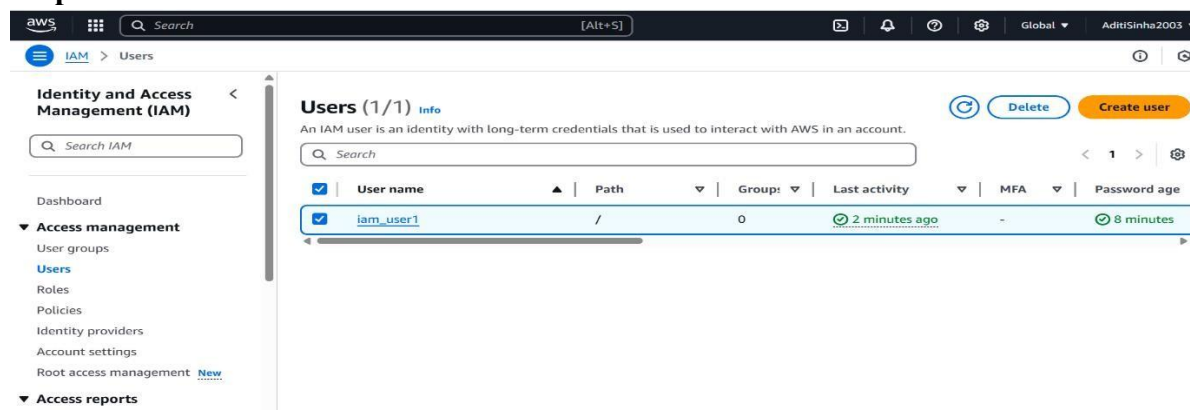 aws
Search
[Alt+S]
Global
AditiSinha2003
IAM > Users
Identity and Access
Management (IAM)
Search IAM
Dashboard
Access management
User groups
Users
Roles
Policies
Identity providers
Account settings
Root access management New
Access reports
Users (1/1) Info
Delete
Create user
An IAM user is an identity with long-term credentials that is used to interact with AWS in an account.
Search
< 1 >
User name Path Group: Last activity MFA Password age
iam_user1 / 0 2 minutes ago - 8 minutes